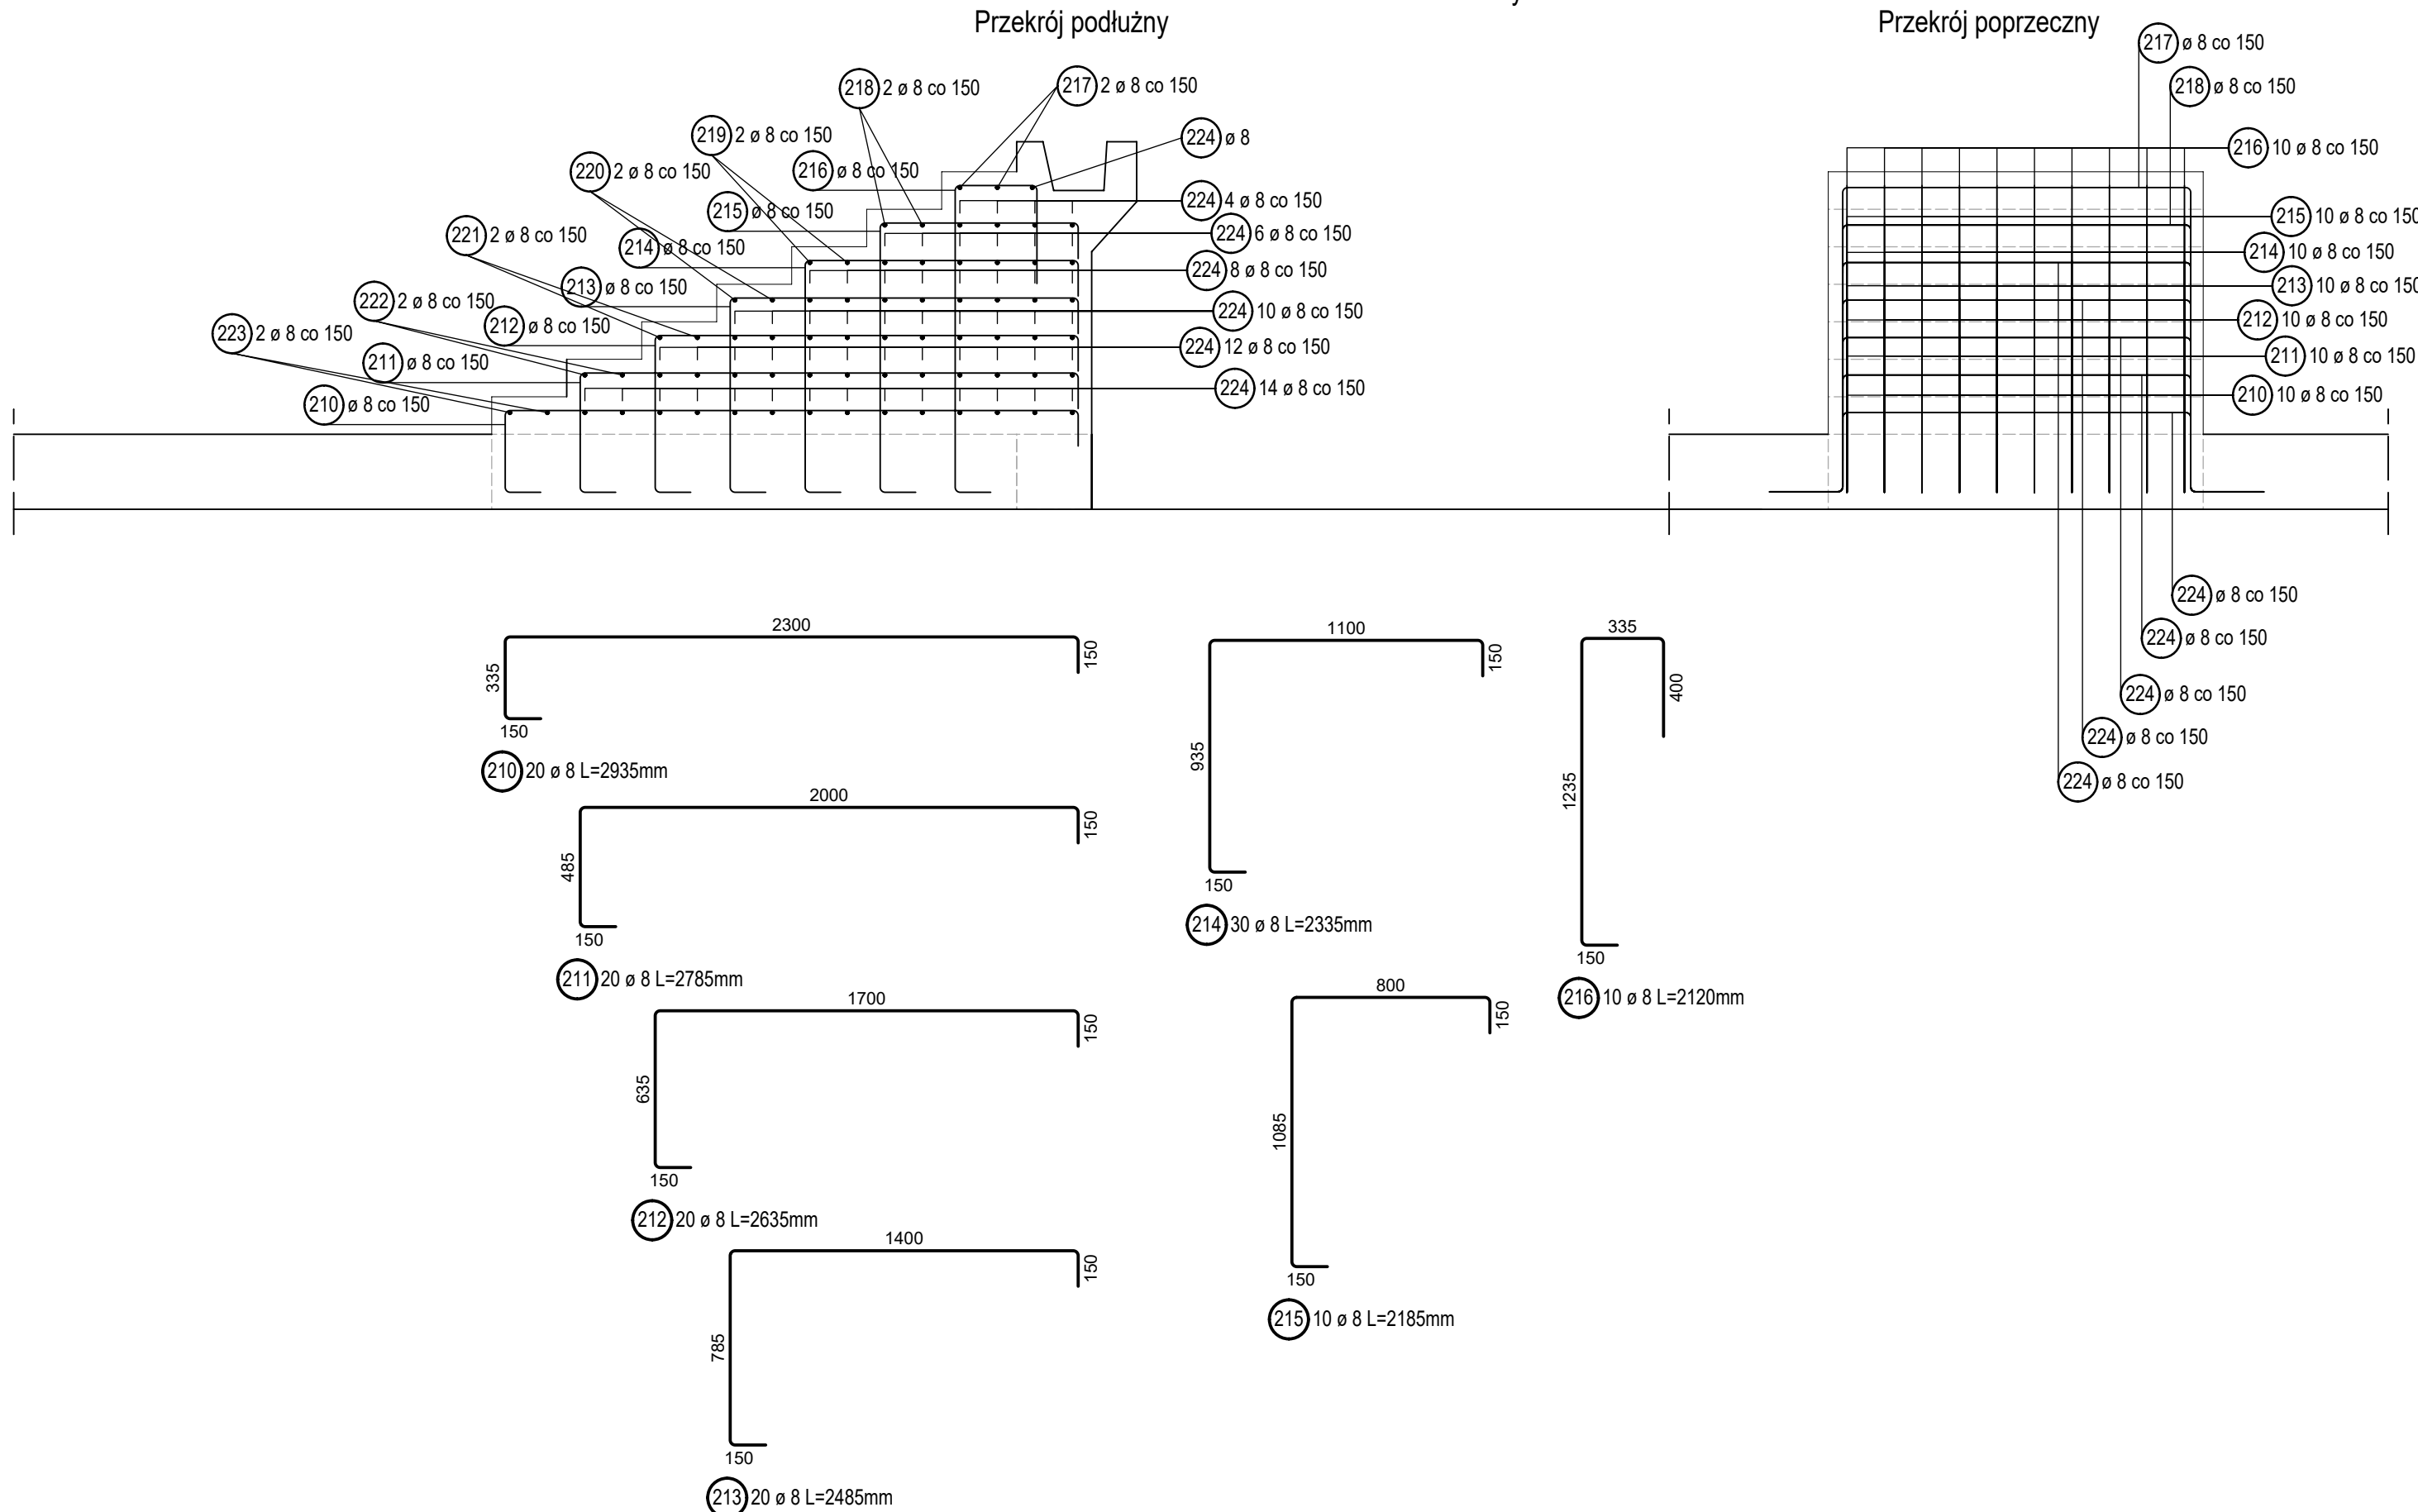 Przekrój podłużny
Przekrój poprzeczny
217 ø 8 co 150
218 2 ø 8 co 150
217 2 ø 8 co 150
218 ø 8 co 150
219 2 ø 8 co 150
224 ø 8
216 10 ø 8 co 150
220 2 ø 8 co 150
216 ø 8 co 150
224 4 ø 8 co 150
215 ø 8 co 150
215 10 ø 8 co 150
221 2 ø 8 co 150
224 6 ø 8 co 150
214 ø 8 co 150
214 10 ø 8 co 150
224 8 ø 8 co 150
213 ø 8 co 150
213 10 ø 8 co 150
222 2 ø 8 co 150
224 10 ø 8 co 150
212 ø 8 co 150
212 10 ø 8 co 150
223 2 ø 8 co 150
224 12 ø 8 co 150
211 ø 8 co 150
211 10 ø 8 co 150
224 14 ø 8 co 150
210 ø 8 co 150
210 10 ø 8 co 150
224 ø 8 co 150
224 ø 8 co 150
224 ø 8 co 150
224 ø 8 co 150
224 ø 8 co 150
2300
150
335
150
210 20 ø 8 L=2935mm
2000
150
485
150
211 20 ø 8 L=2785mm
1700
150
635
150
212 20 ø 8 L=2635mm
1400
150
785
150
213 20 ø 8 L=2485mm
1100
150
935
150
214 30 ø 8 L=2335mm
800
150
1085
150
215 10 ø 8 L=2185mm
335
400
1235
150
216 10 ø 8 L=2120mm